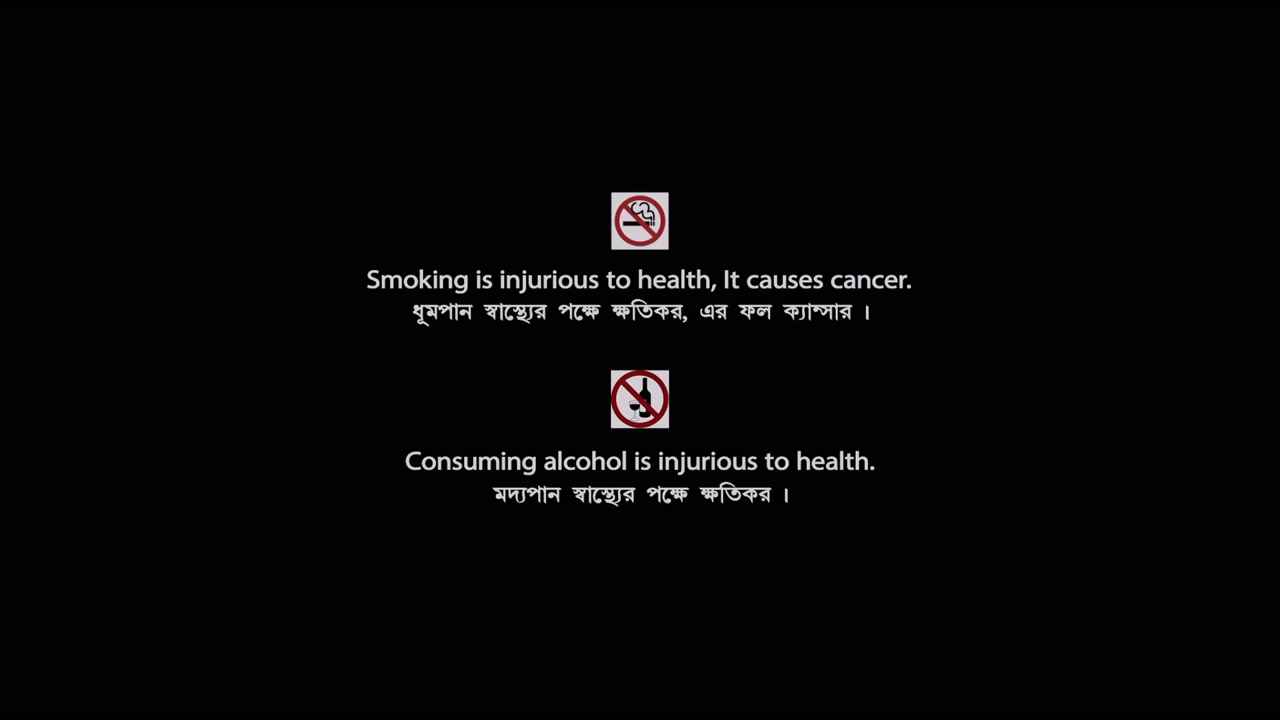 Smoking is injurious to health, It causes cancer.
ধূমপান স্বাস্থ্যের পক্ষে ক্ষতিকর, এর ফল ক্যান্সার ।
Consuming alcohol is injurious to health.
মদ্যপান স্বাস্থ্যের পক্ষে ক্ষতিকর ।